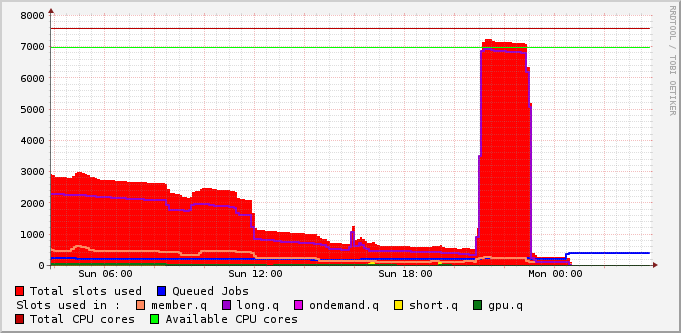 8000
7000
6000
5000
4000
3000
2000
1000
0
Sun 06:00 Sun 12:00 Sun 18:00 Mon 00:00
RRDTOOL / TOBI OETIKER
Total slots used Queued Jobs
Slots used in : member.q long.q ondemand.q short.q gpu.q
Total CPU cores Available CPU cores